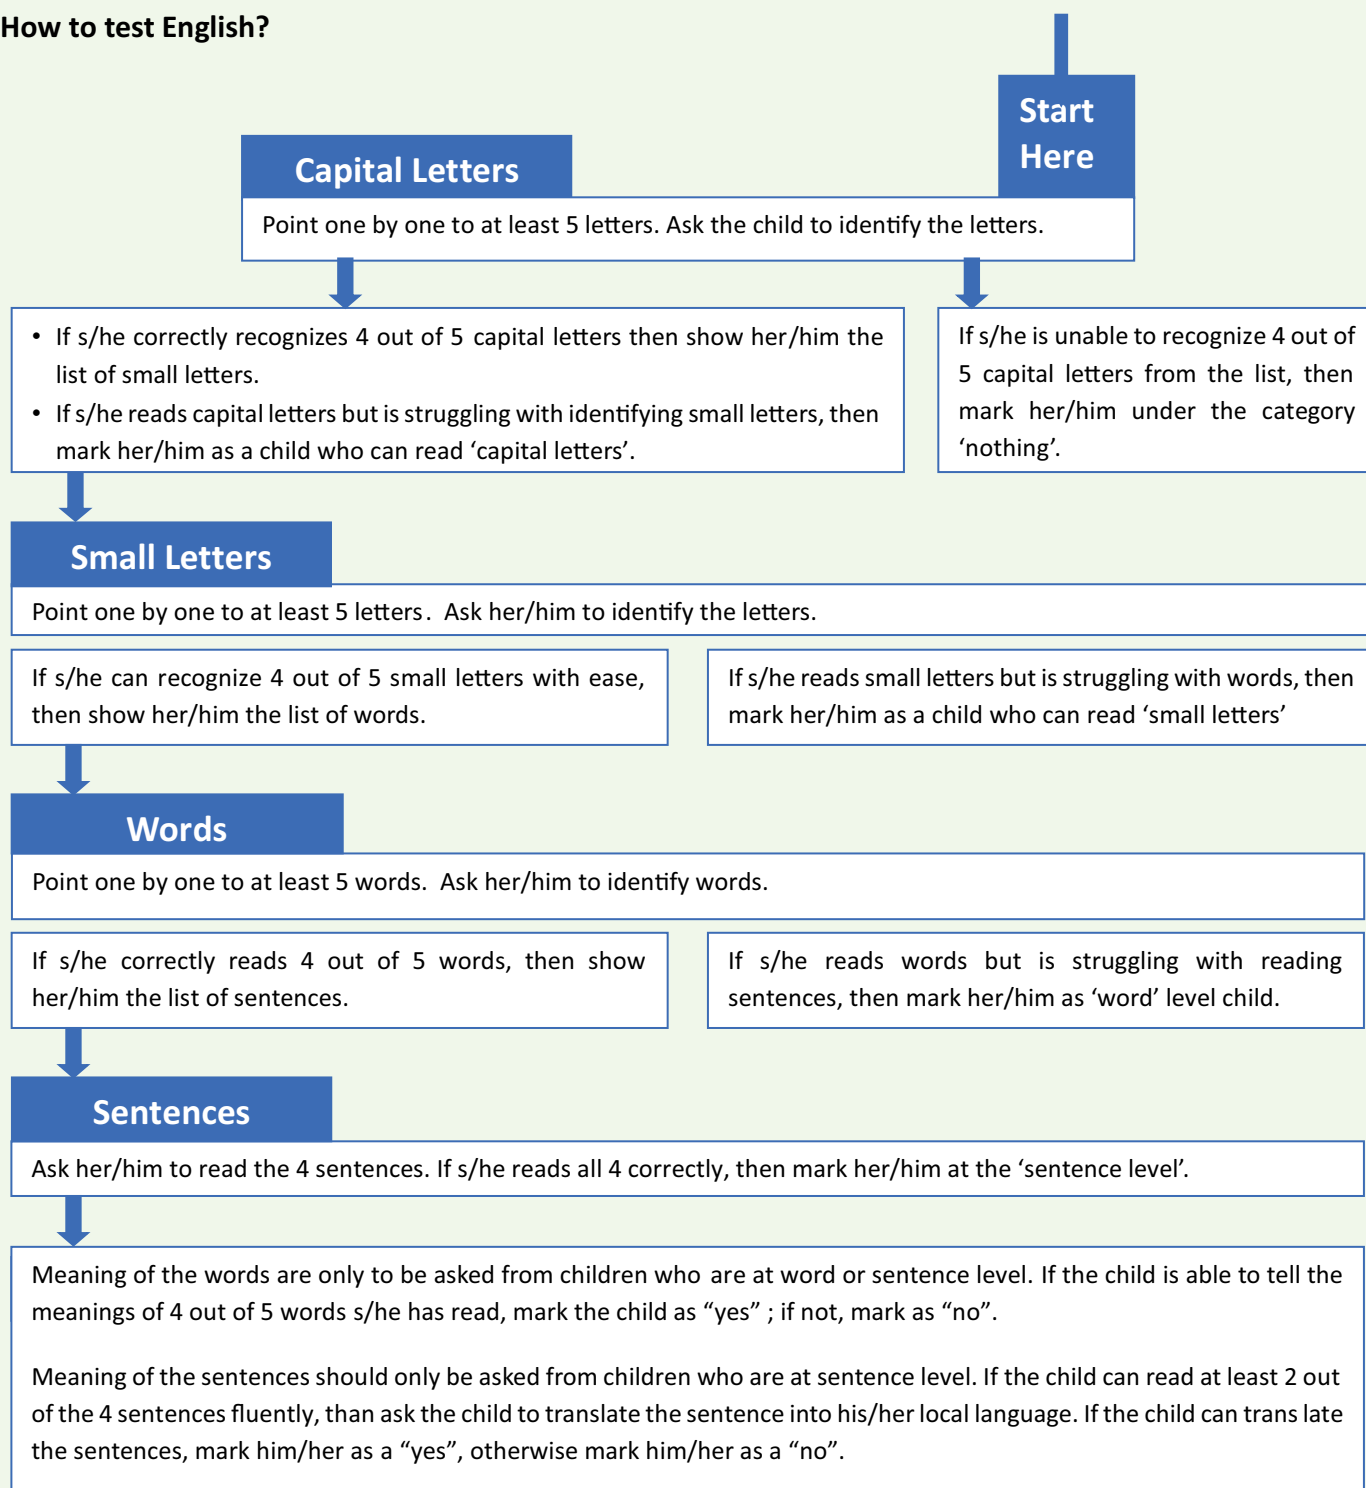 How to test English?
Start
Here
Capital Letters
Point one by one to at least 5 letters. Ask the child to identify the letters.
• If s/he correctly recognizes 4 out of 5 capital letters then show her/him the
list of small letters.
• If s/he reads capital letters but is struggling with identifying small letters, then
mark her/him as a child who can read ‘capital letters’.
If s/he is unable to recognize 4 out of
5 capital letters from the list, then
mark her/him under the category
‘nothing’.
Small Letters
Point one by one to at least 5 letters. Ask her/him to identify the letters.
If s/he can recognize 4 out of 5 small letters with ease,
then show her/him the list of words.
If s/he reads small letters but is struggling with words, then
mark her/him as a child who can read ‘small letters’
Words
Point one by one to at least 5 words. Ask her/him to identify words.
If s/he correctly reads 4 out of 5 words, then show
her/him the list of sentences.
If s/he reads words but is struggling with reading
sentences, then mark her/him as ‘word’ level child.
Sentences
Ask her/him to read the 4 sentences. If s/he reads all 4 correctly, then mark her/him at the ‘sentence level’.
Meaning of the words are only to be asked from children who are at word or sentence level. If the child is able to tell the
meanings of 4 out of 5 words s/he has read, mark the child as “yes” ; if not, mark as “no”.
Meaning of the sentences should only be asked from children who are at sentence level. If the child can read at least 2 out
of the 4 sentences fluently, than ask the child to translate the sentence into his/her local language. If the child can trans late
the sentences, mark him/her as a “yes”, otherwise mark him/her as a “no”.